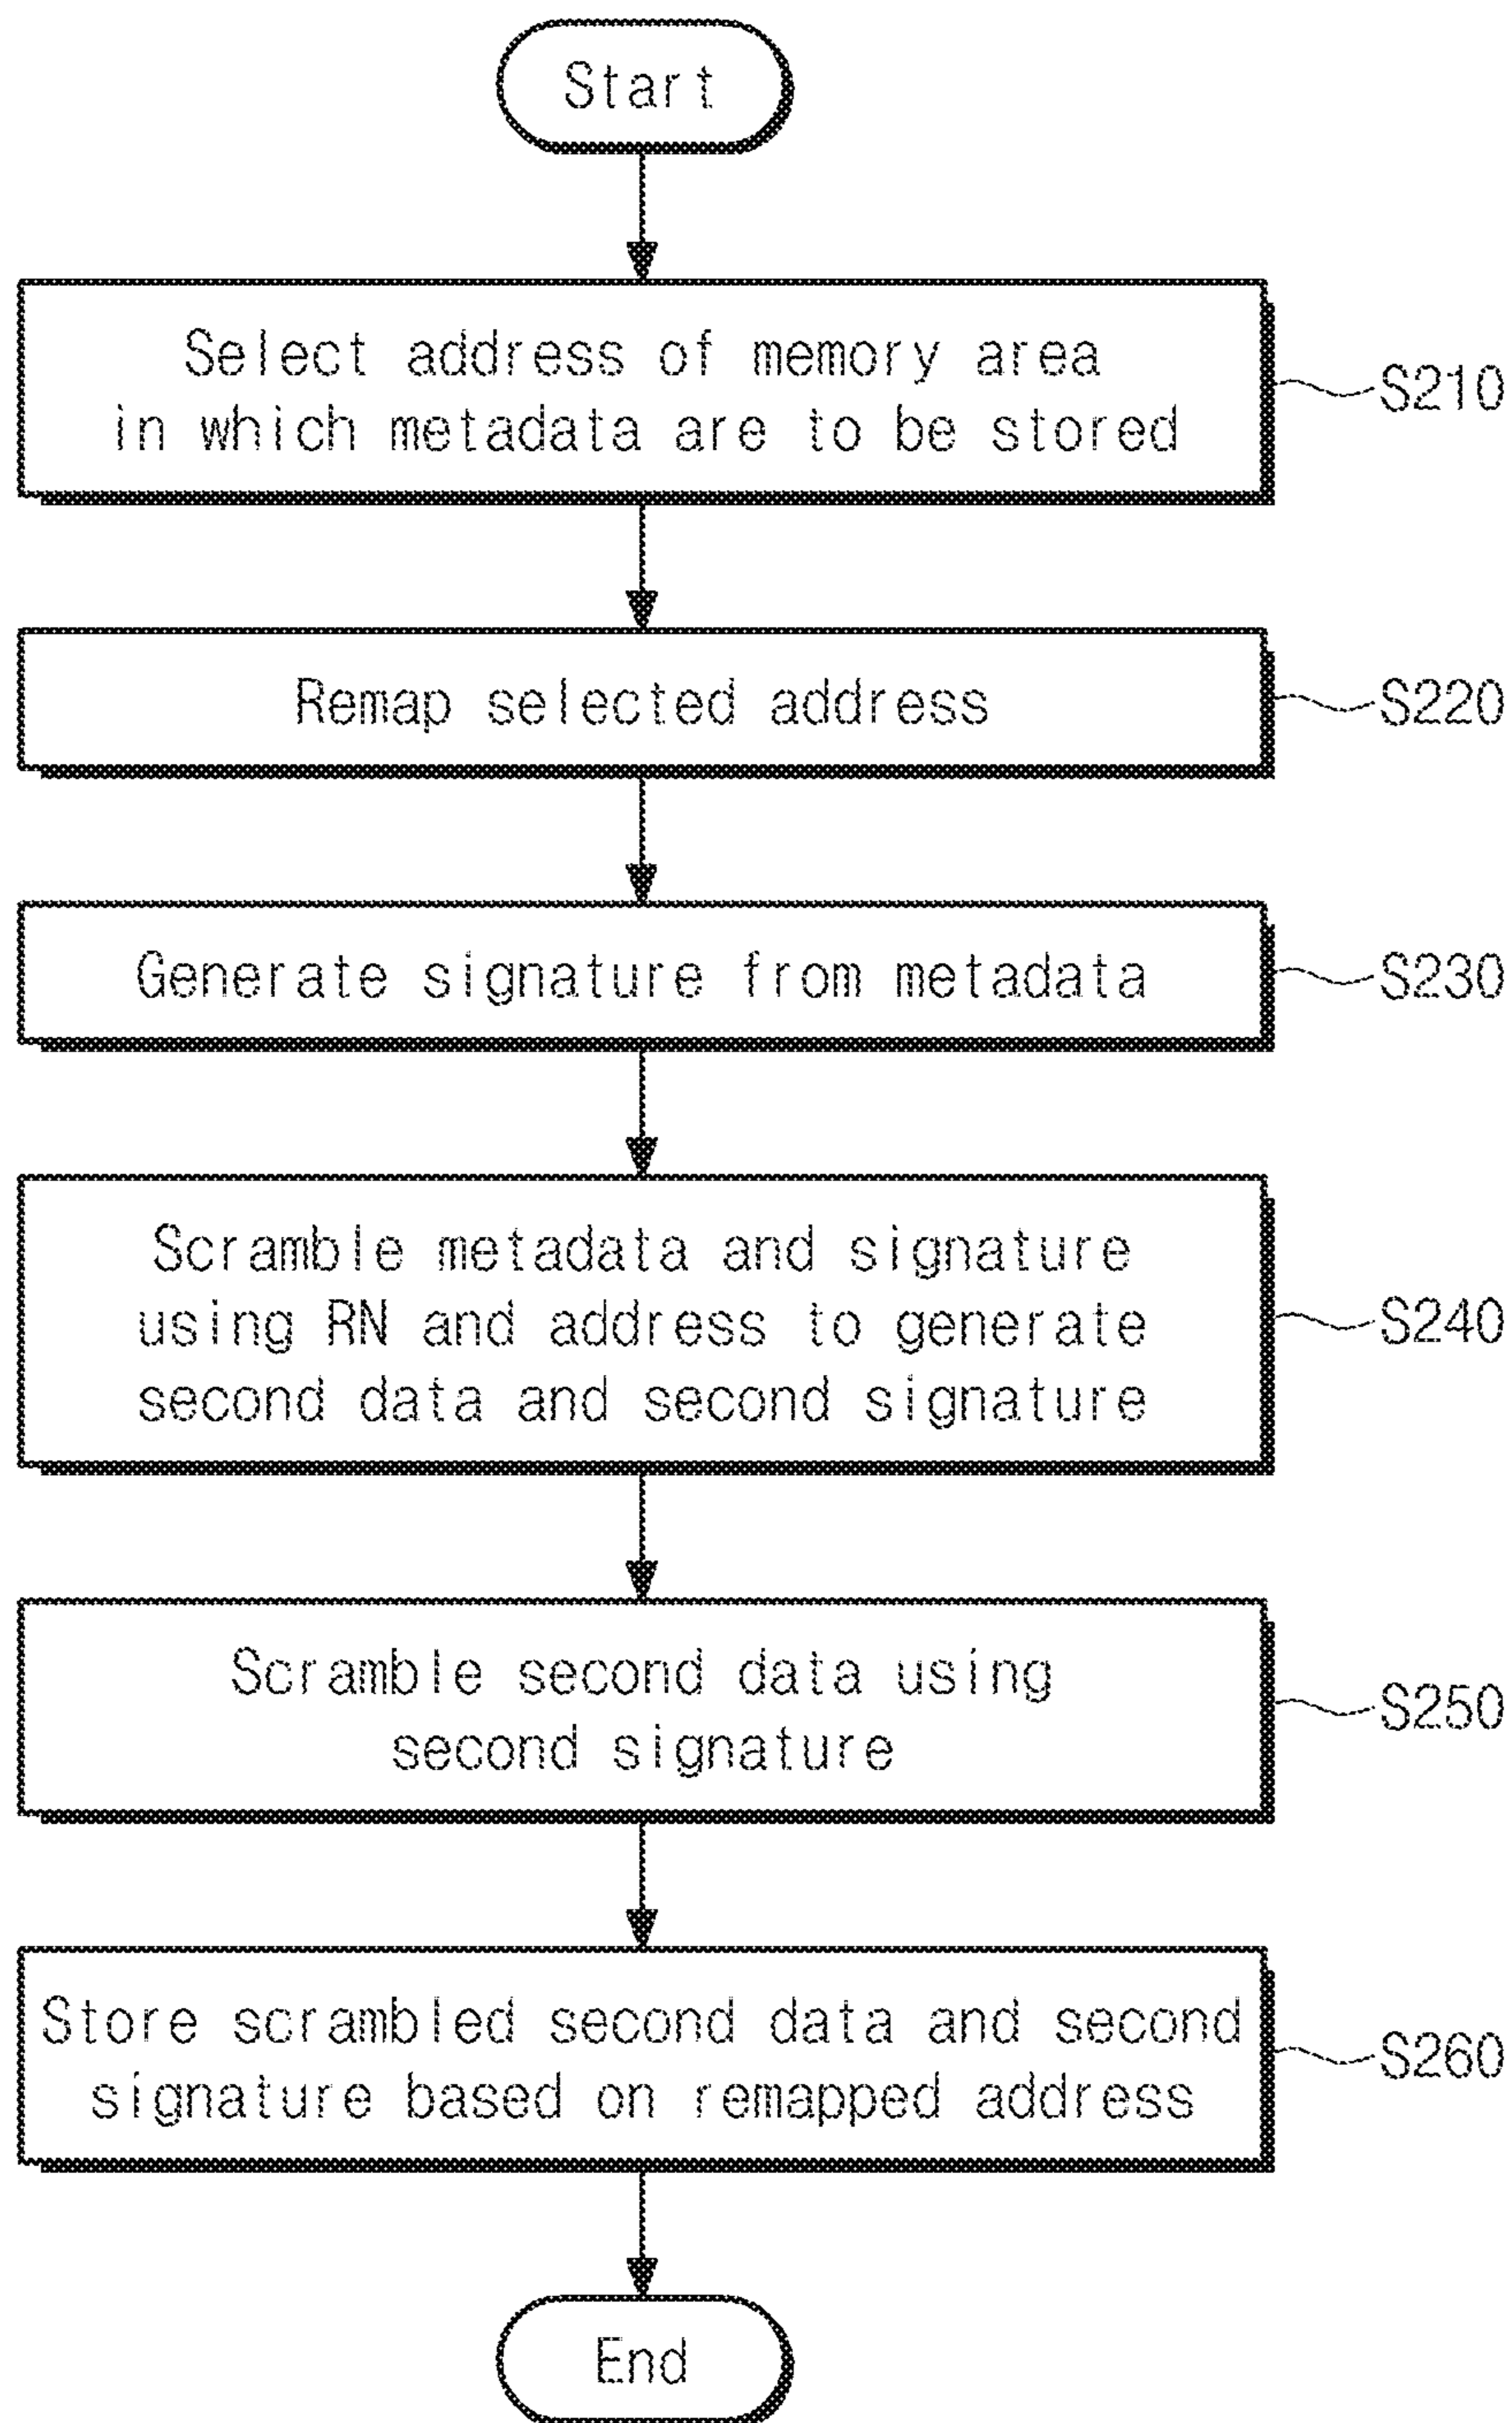 Start
Select address of memory area
in which metadata are to be stored
S210
Remap selected address
S220
Generate signature from metadata
S230
Scramble metadata and signature
using RN and address to generate
second data and second signature
S240
Scramble second data using
second signature
S250
Store scrambled second data and second
signature based on remapped address
S260
End